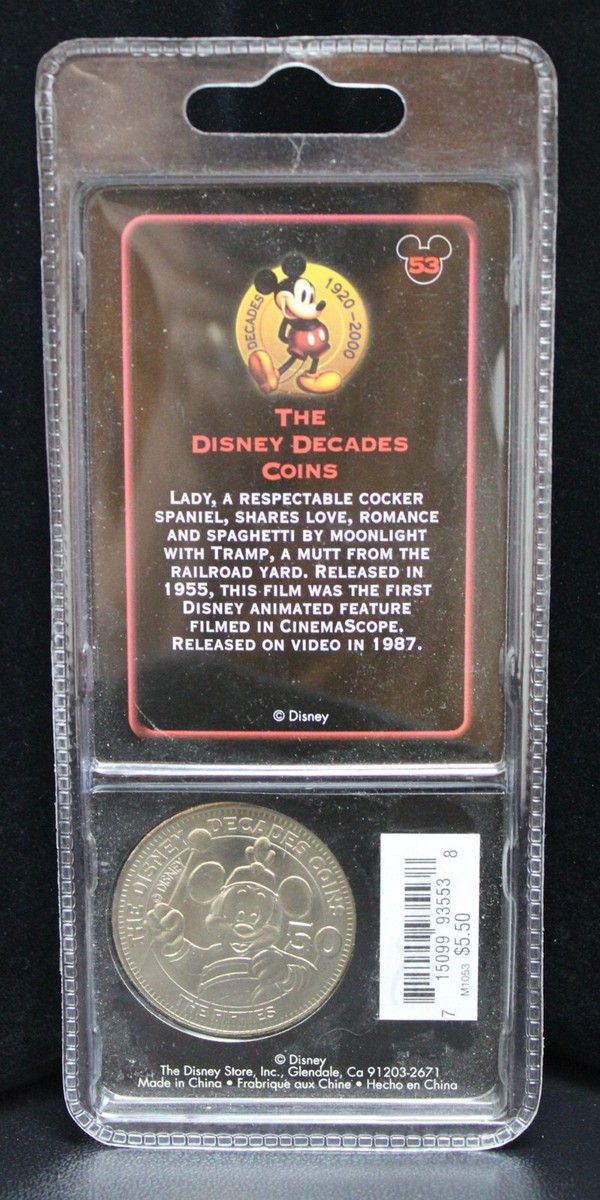 53
DECADES 1920-2000
THE
DISNEY DECADES
COINS
LADY, A RESPECTABLE COCKER
SPANIEL, SHARES LOVE, ROMANCE
AND SPAGHETTI BY MOONLIGHT
WITH TRAMP, A MUTT FROM THE
RAILROAD YARD. RELEASED IN
1955, THIS FILM WAS THE FIRST
DISNEY ANIMATED FEATURE
FILMED IN CINEMASCOPE.
RELEASED ON VIDEO IN 1987.
© Disney
THE DISNEY DECADES COINS
© DISNEY
THE FIFTIES
7 15099 93553 8
M1053 $5.50
© Disney
The Disney Store, Inc., Glendale, Ca 91203-2671
Made in China • Frabriqué aux Chine • Hecho en China